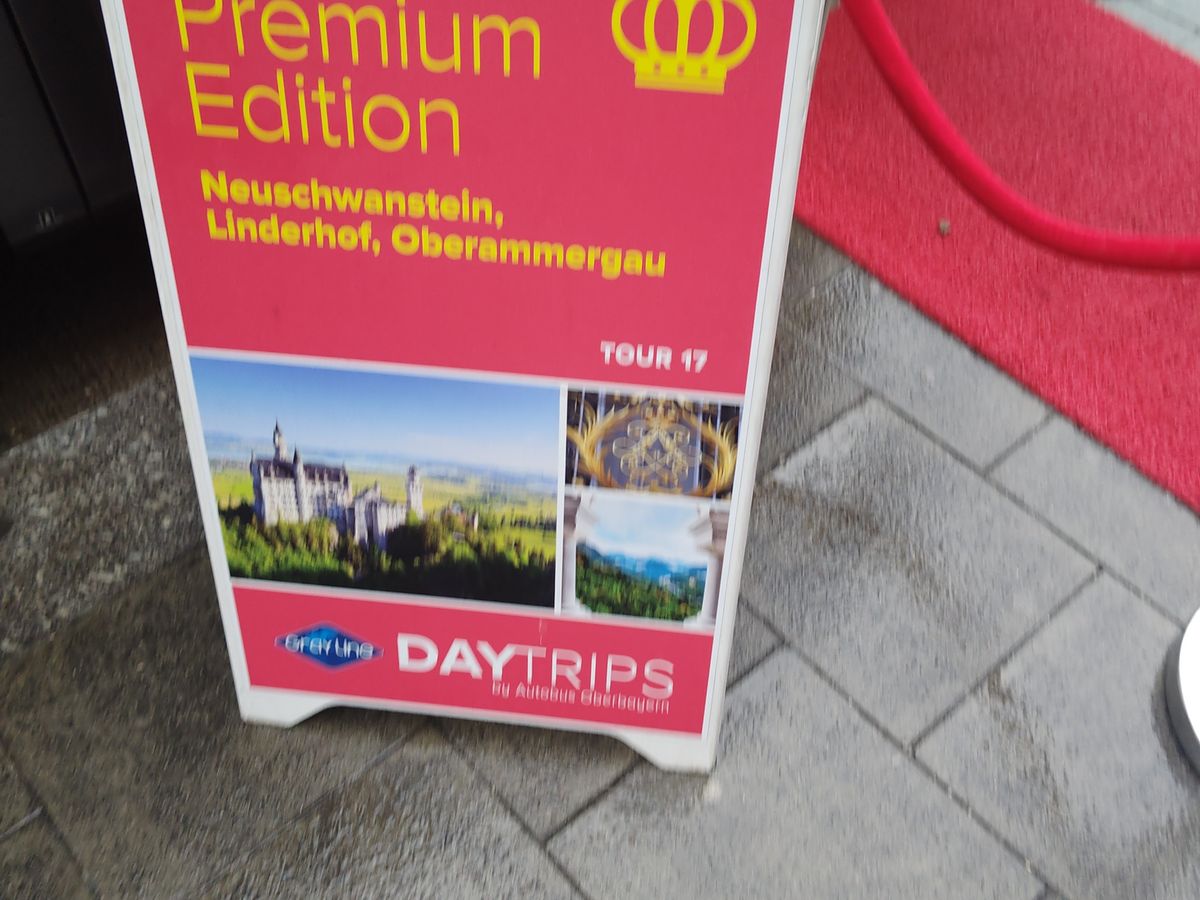 Premium
Edition
Neuschwanstein,
Linderhof, Oberammergau
TOUR 17
GRAY LINE
DAYTRIPS
by Autobus Oberbayern